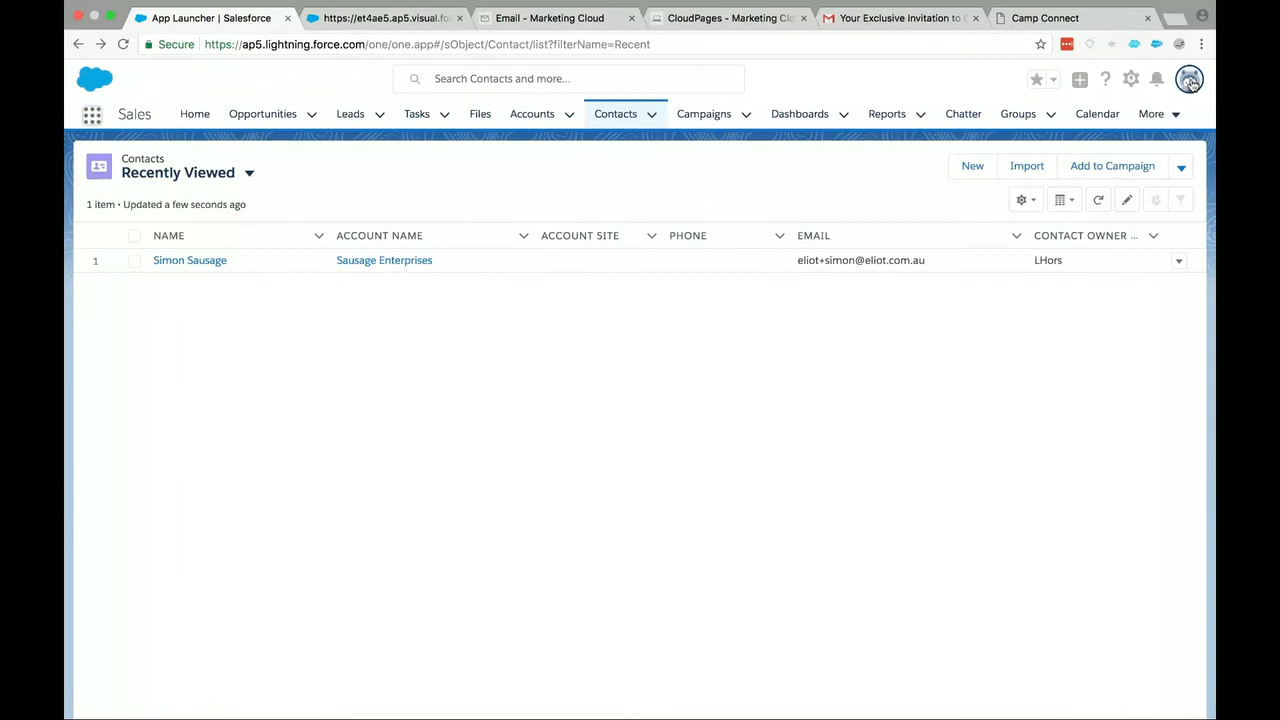 App Launcher | Salesforce
https://et4ae5.ap5.visual.fo
Email - Marketing Cloud
CloudPages - Marketing Clo
Your Exclusive Invitation to
Camp Connect
Secure https://ap5.lightning.force.com/one/one.app#/sObject/Contact/list?filterName=Recent
Search Contacts and more...
Sales Home Opportunities Leads Tasks Files Accounts Contacts Campaigns Dashboards Reports Chatter Groups Calendar More
Contacts
Recently Viewed
New Import Add to Campaign
1 item • Updated a few seconds ago
NAME ACCOUNT NAME ACCOUNT SITE PHONE EMAIL CONTACT OWNER ...
1 Simon Sausage Sausage Enterprises eliot+simon@eliot.com.au LHors